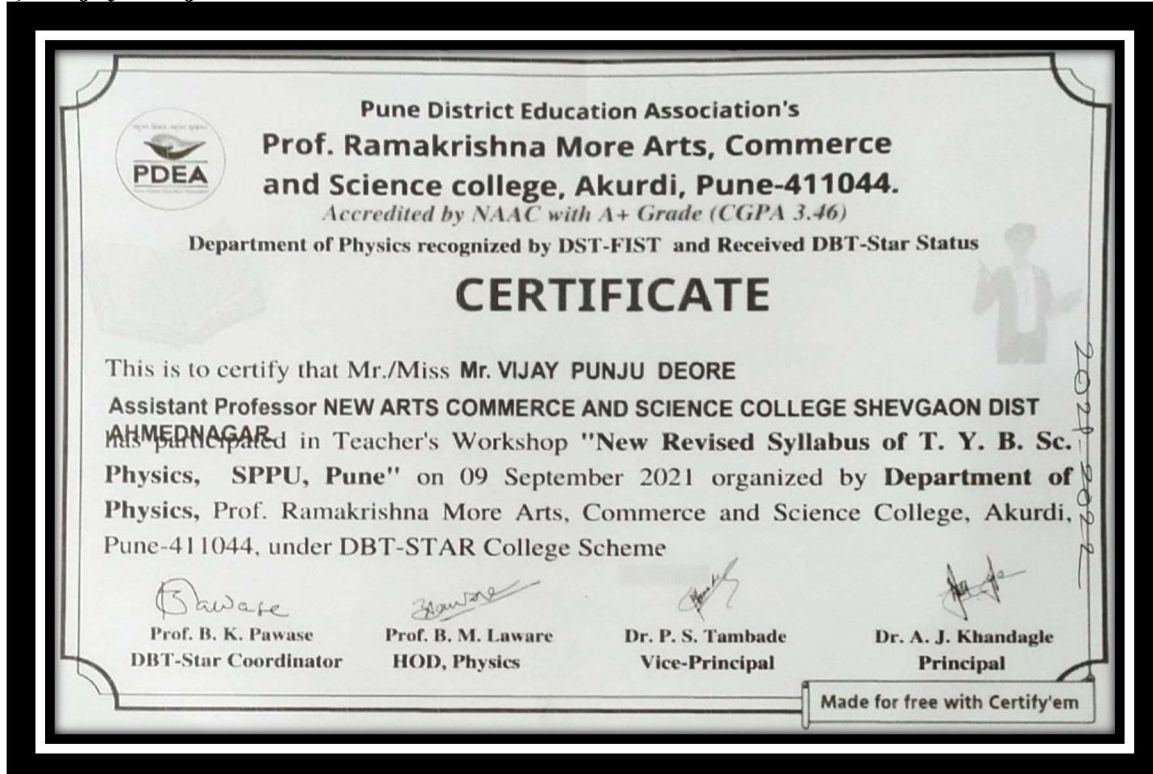 PDEA
Pune District Education Association's
Prof. Ramakrishna More Arts, Commerce
and Science college, Akurdi, Pune-411044.
Accredited by NAAC with A+ Grade (CGPA 3.46)
Department of Physics recognized by DST-FIST and Received DBT-Star Status
CERTIFICATE
This is to certify that Mr./Miss Mr. VIJAY PUNJU DEORE
Assistant Professor NEW ARTS COMMERCE AND SCIENCE COLLEGE SHEVGAON DIST
AHMEDNAGAR
has participated in Teacher's Workshop "New Revised Syllabus of T. Y. B. Sc.
Physics, SPPU, Pune" on 09 September 2021 organized by Department of
Physics, Prof. Ramakrishna More Arts, Commerce and Science College, Akurdi,
Pune-411044, under DBT-STAR College Scheme
2021-2022
Prof. B. K. Pawase
DBT-Star Coordinator
Prof. B. M. Laware
HOD, Physics
Dr. P. S. Tambade
Vice-Principal
Dr. A. J. Khandagle
Principal
Made for free with Certify'em